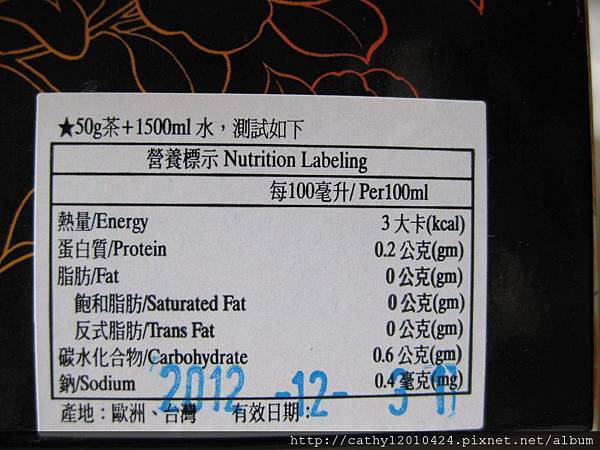 ★50g茶+1500ml 水，測試如下
營養標示 Nutrition Labeling
每100毫升/ Per100ml
熱量/Energy 3 大卡(kcal)
蛋白質/Protein 0.2 公克(gm)
脂肪/Fat 0 公克(gm)
飽和脂肪/Saturated Fat 0 公克(gm)
反式脂肪/Trans Fat 0 公克(gm)
碳水化合物/Carbohydrate 0.6 公克(gm)
鈉/Sodium 0.4 毫克(mg)
2012 -12- 3
產地：歐洲、台灣 有效日期：
http://cathy12010424.pixnet.net/album